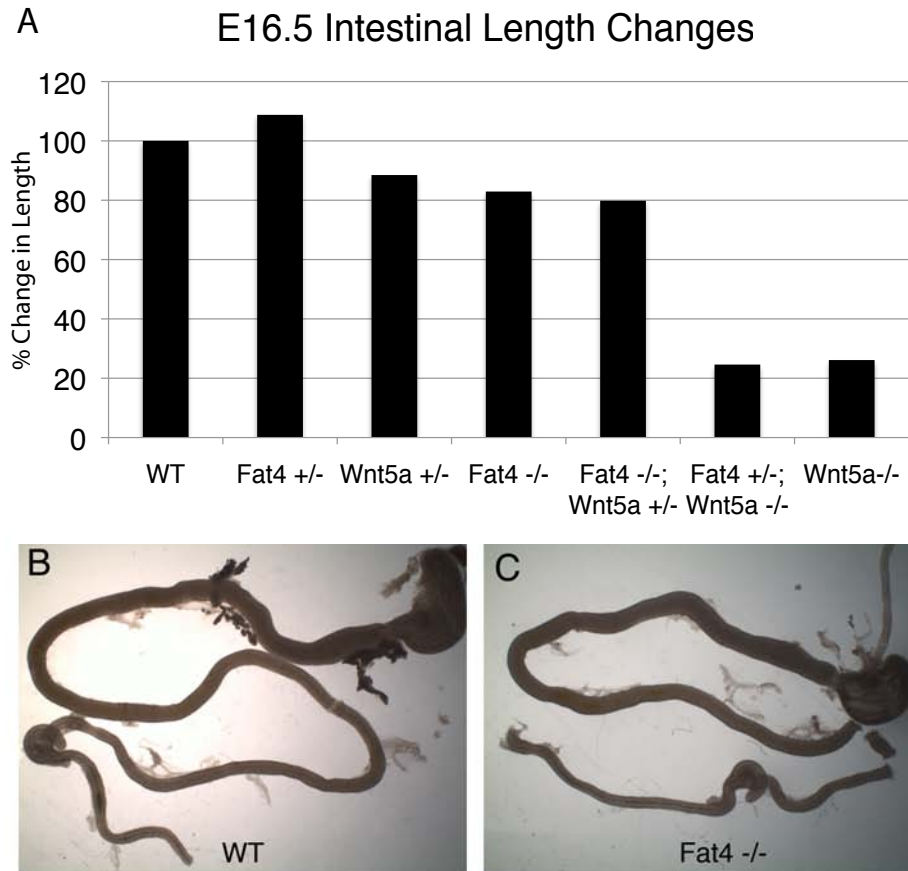 A
E16.5 Intestinal Length Changes
% Change in Length
120
100
80
60
40
20
0
WT
Fat4 +/-
Wnt5a +/-
Fat4 -/-
Fat4 -/-;
Wnt5a +/-
Fat4 +/-;
Wnt5a -/-
Wnt5a-/-
B
WT
C
Fat4 -/-